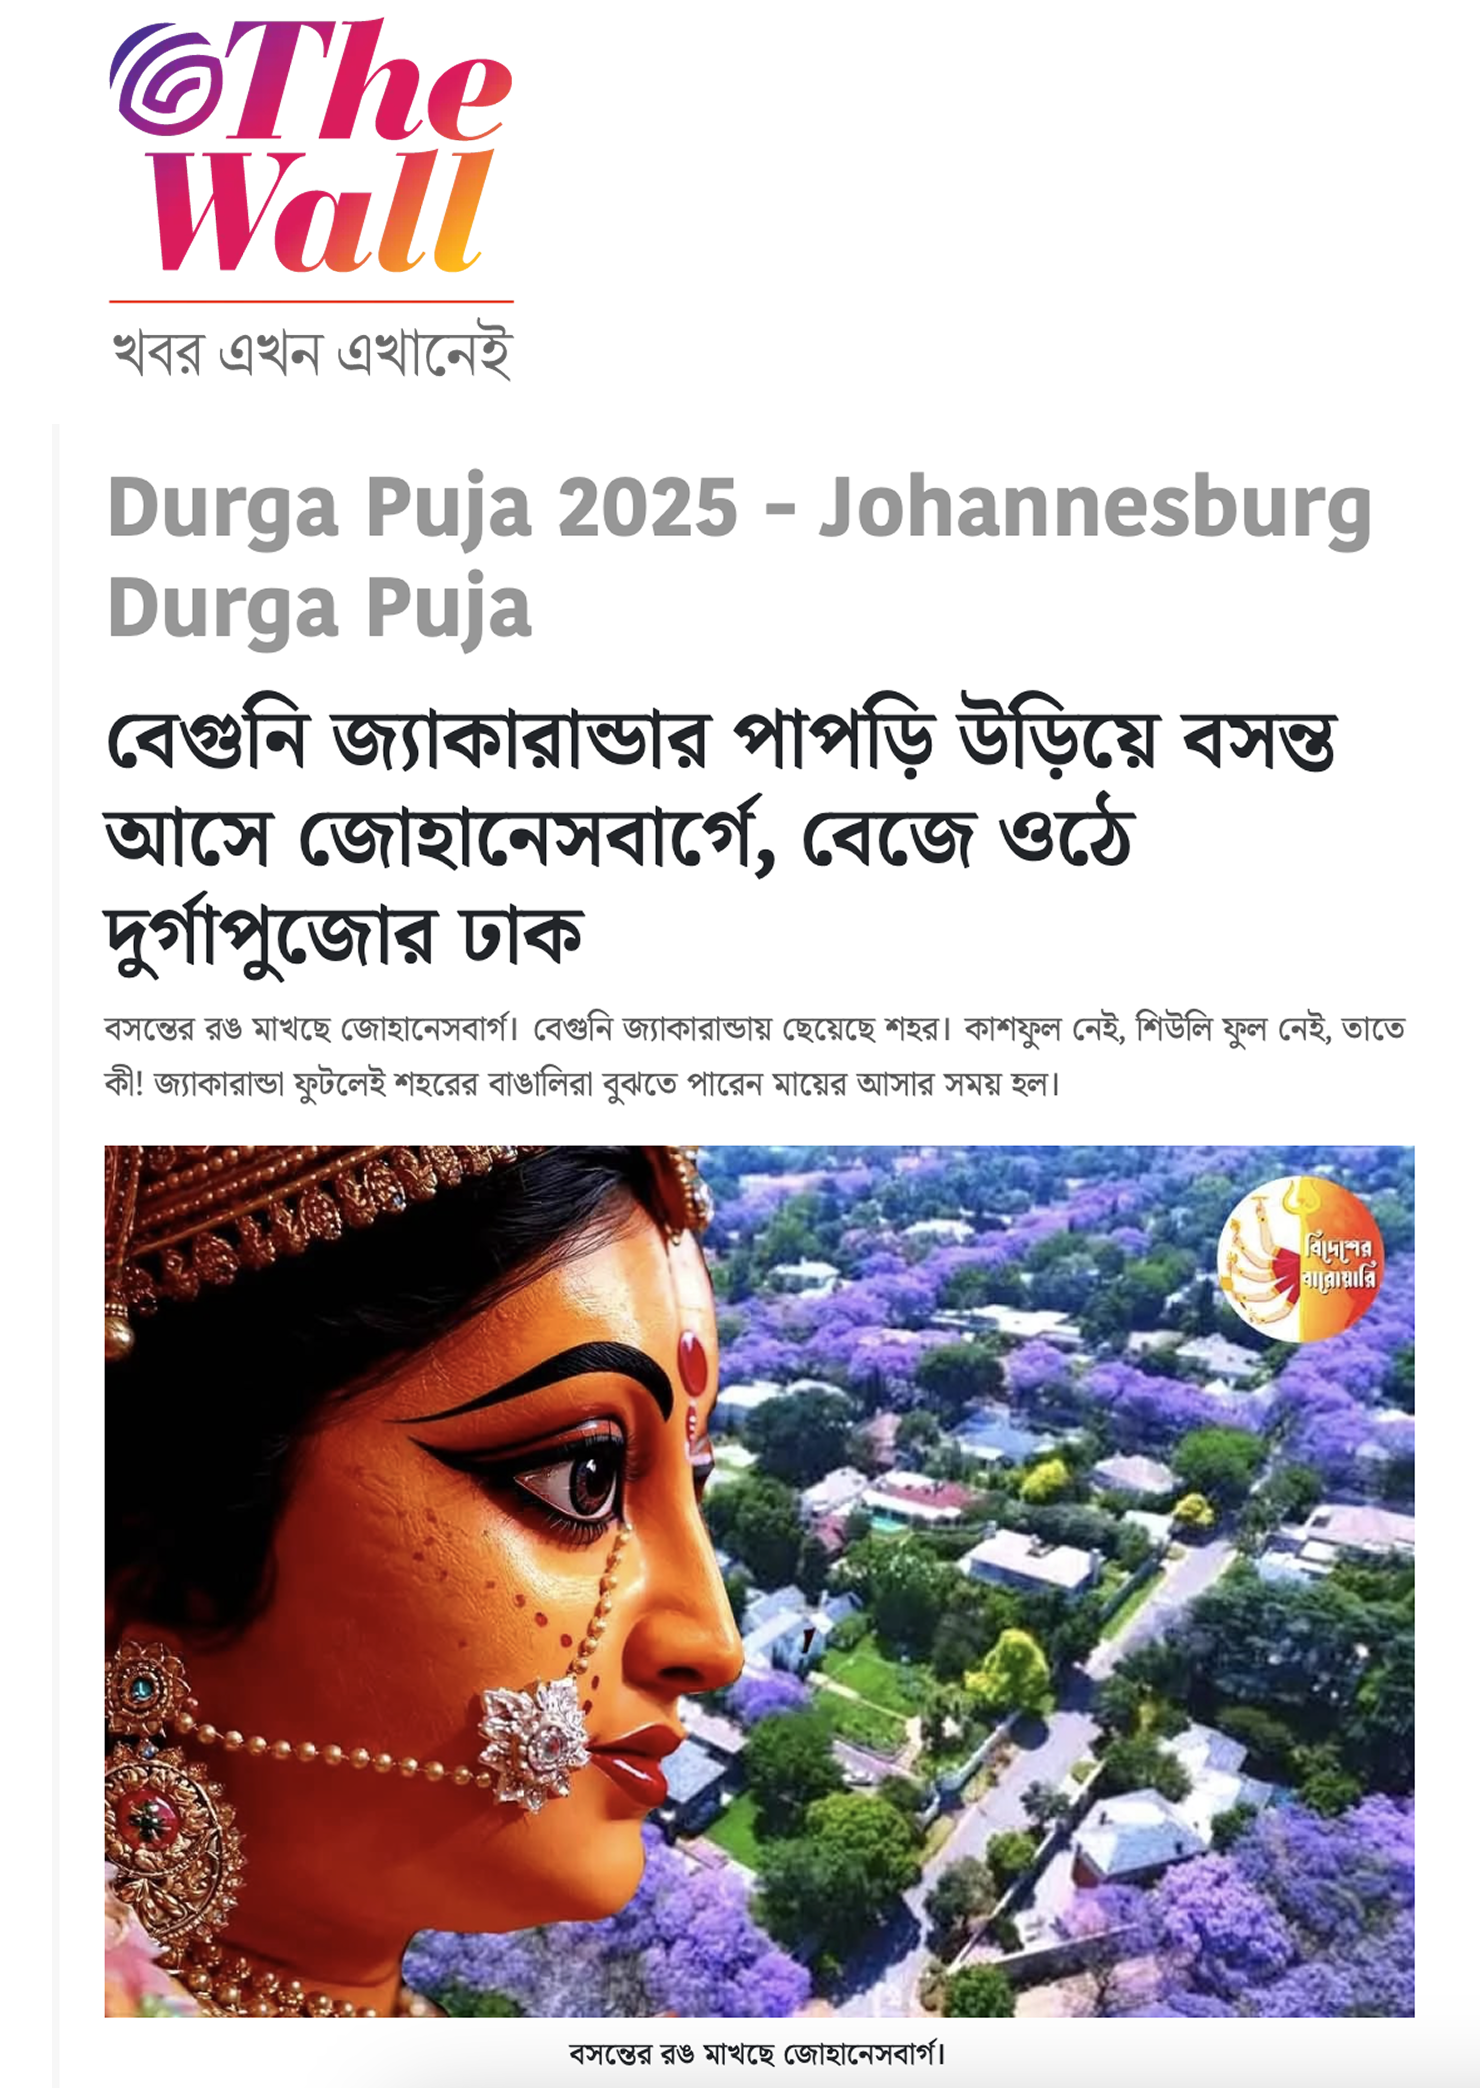 The
Wall
খবর এখন এখানেই
Durga Puja 2025 - Johannesburg
Durga Puja
বেগুনি জ্যাকারান্ডার পাপড়ি উড়িয়ে বসন্ত
আসে জোহানেসবার্গে, বেজে ওঠে
দুর্গাপুজোর ঢাক
বসন্তের রঙ মাখছে জোহানেসবার্গ। বেগুনি জ্যাকারান্ডায় ছেয়েছে শহর। কাশফুল নেই, শিউলি ফুল নেই, তাতে
কী! জ্যাকারান্ডা ফুটলেই শহরের বাঙালিরা বুঝতে পারেন মায়ের আসার সময় হল।
বিদেশের
বারোয়ারি
বসন্তের রঙ মাখছে জোহানেসবার্গ।